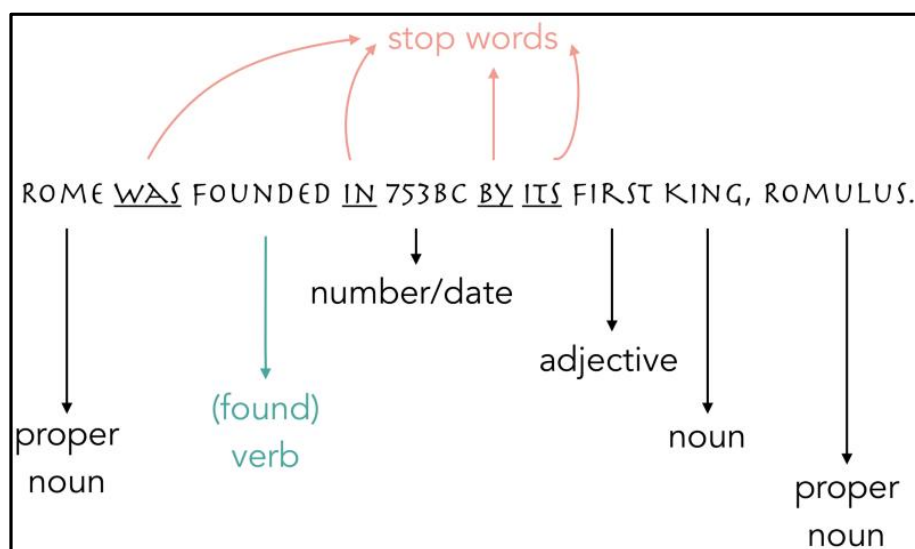 stop words
ROME WAS FOUNDED IN 753BC BY ITS FIRST KING, ROMULUS.
number/date
adjective
(found)
verb
proper
noun
noun
proper
noun